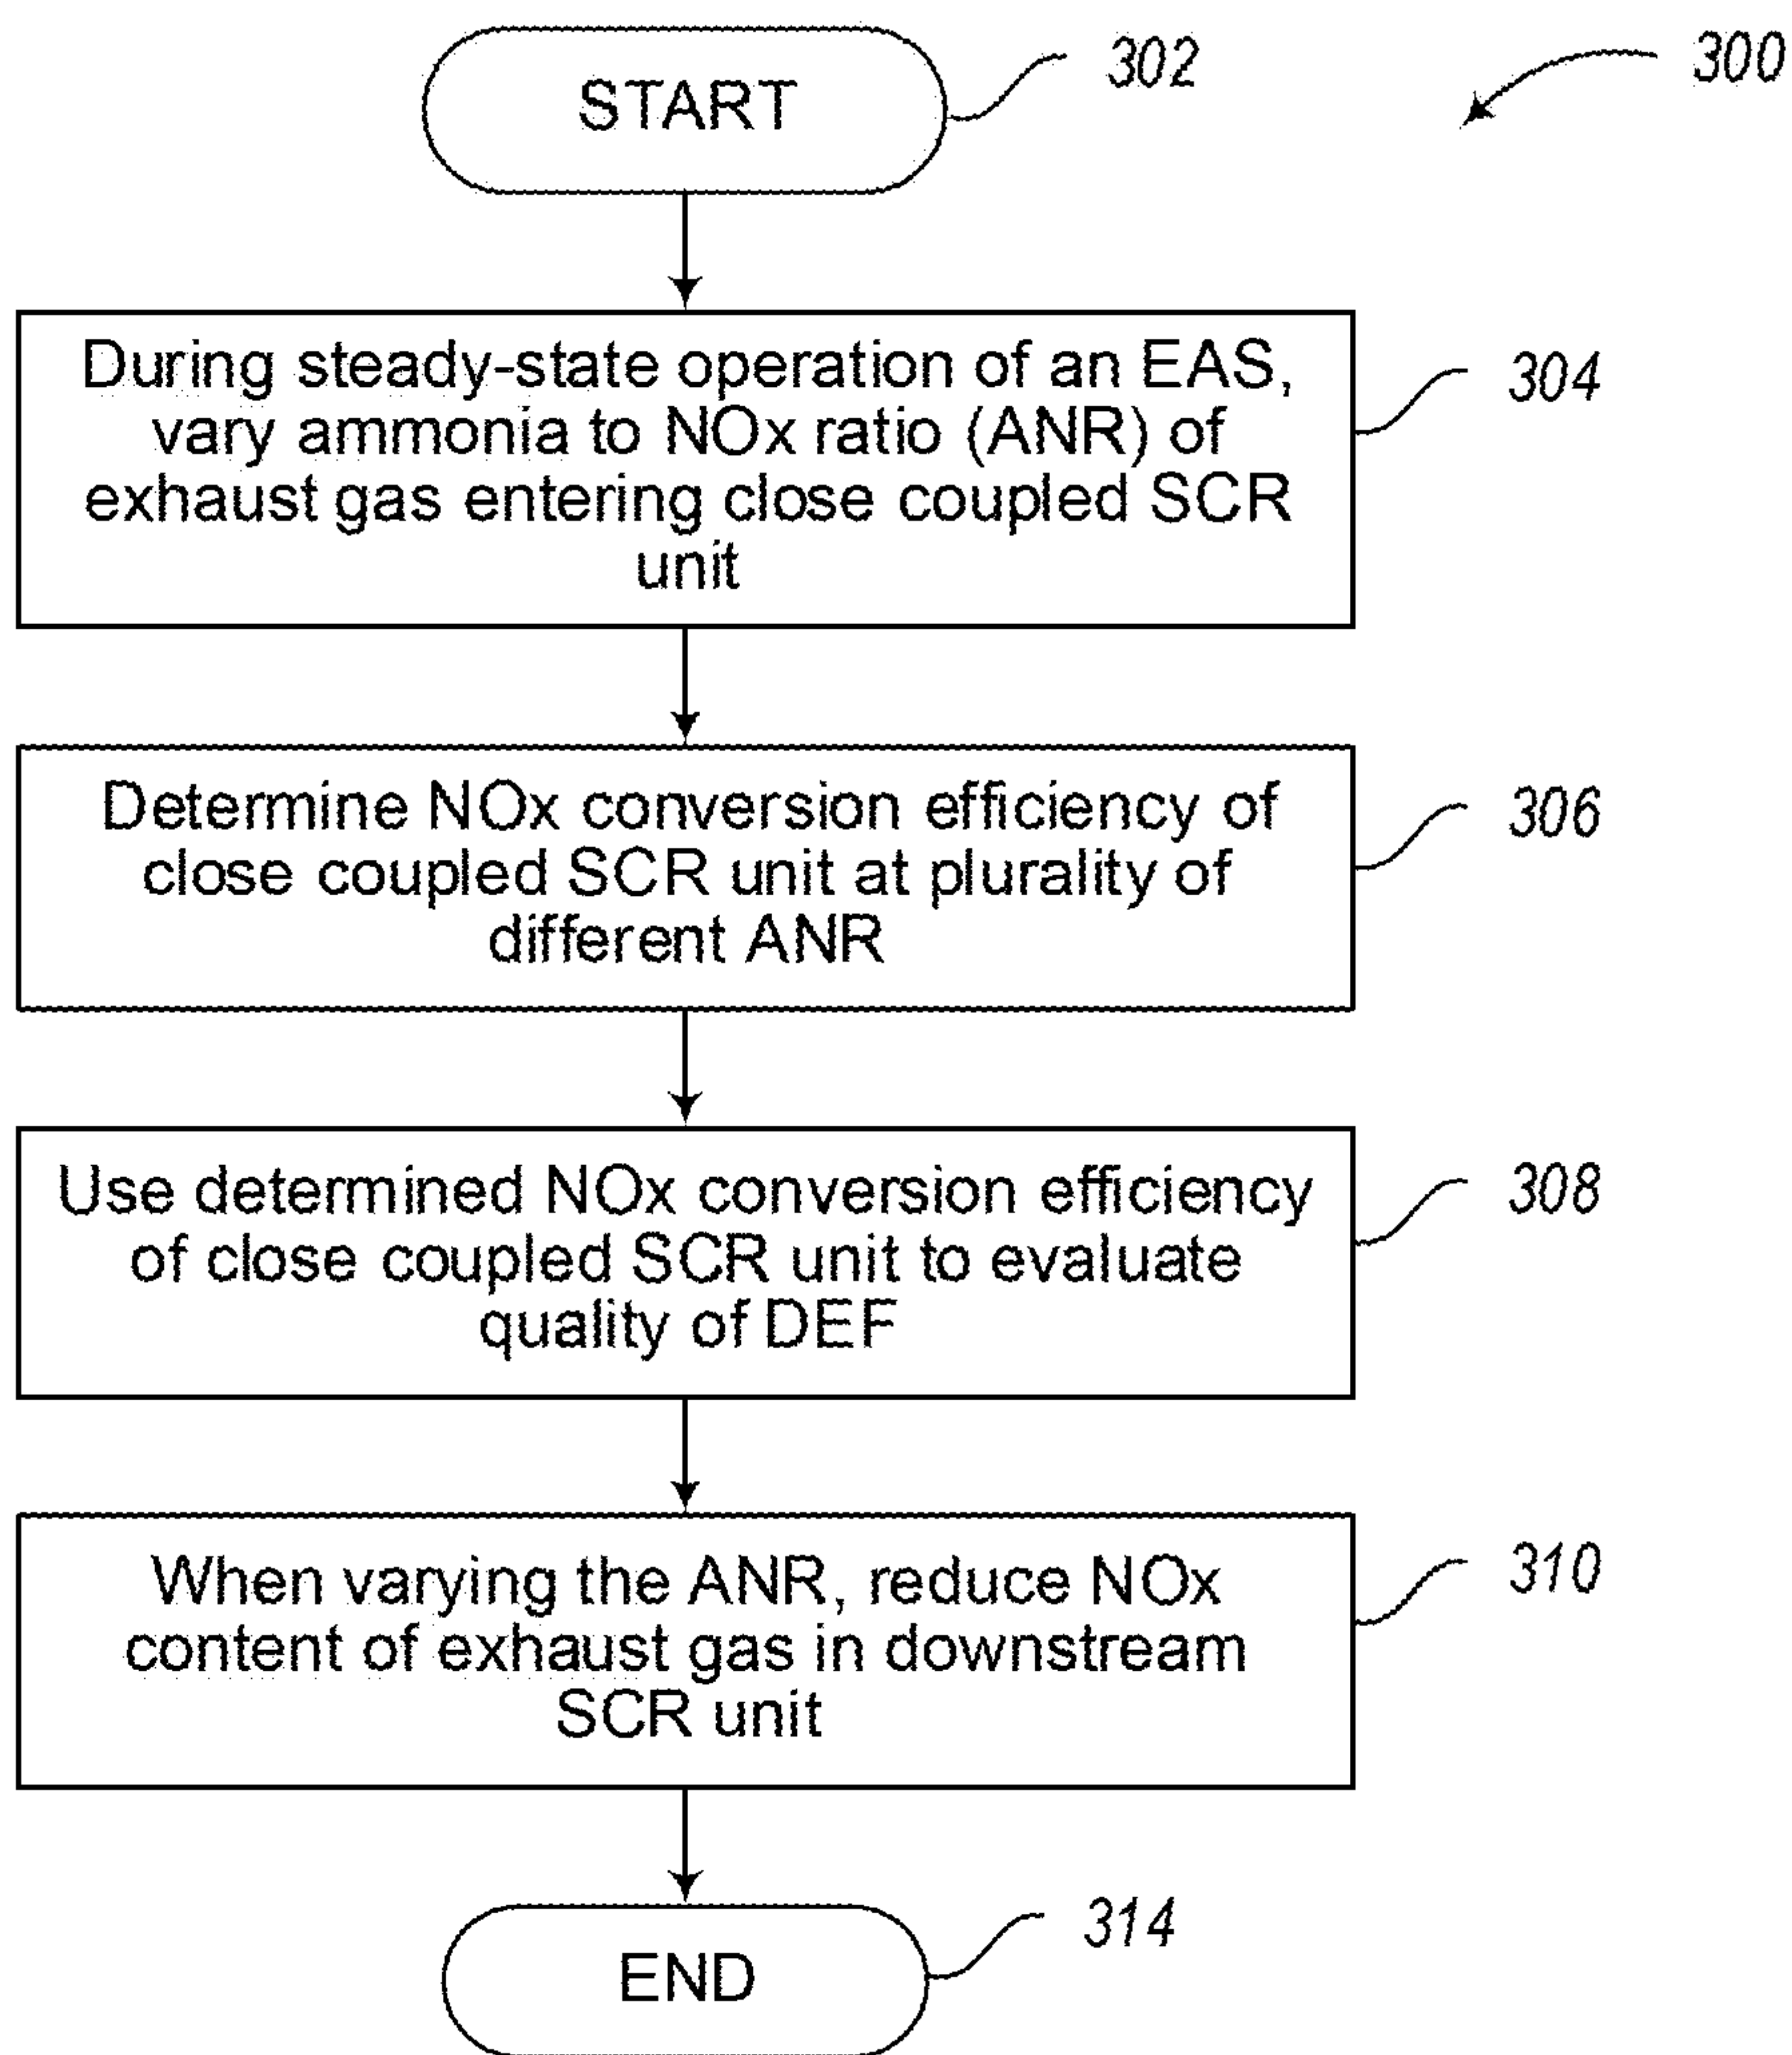 START
302
300
During steady-state operation of an EAS,
vary ammonia to NOx ratio (ANR) of
exhaust gas entering close coupled SCR
unit
304
Determine NOx conversion efficiency of
close coupled SCR unit at plurality of
different ANR
306
Use determined NOx conversion efficiency
of close coupled SCR unit to evaluate
quality of DEF
308
When varying the ANR, reduce NOx
content of exhaust gas in downstream
SCR unit
310
END
314